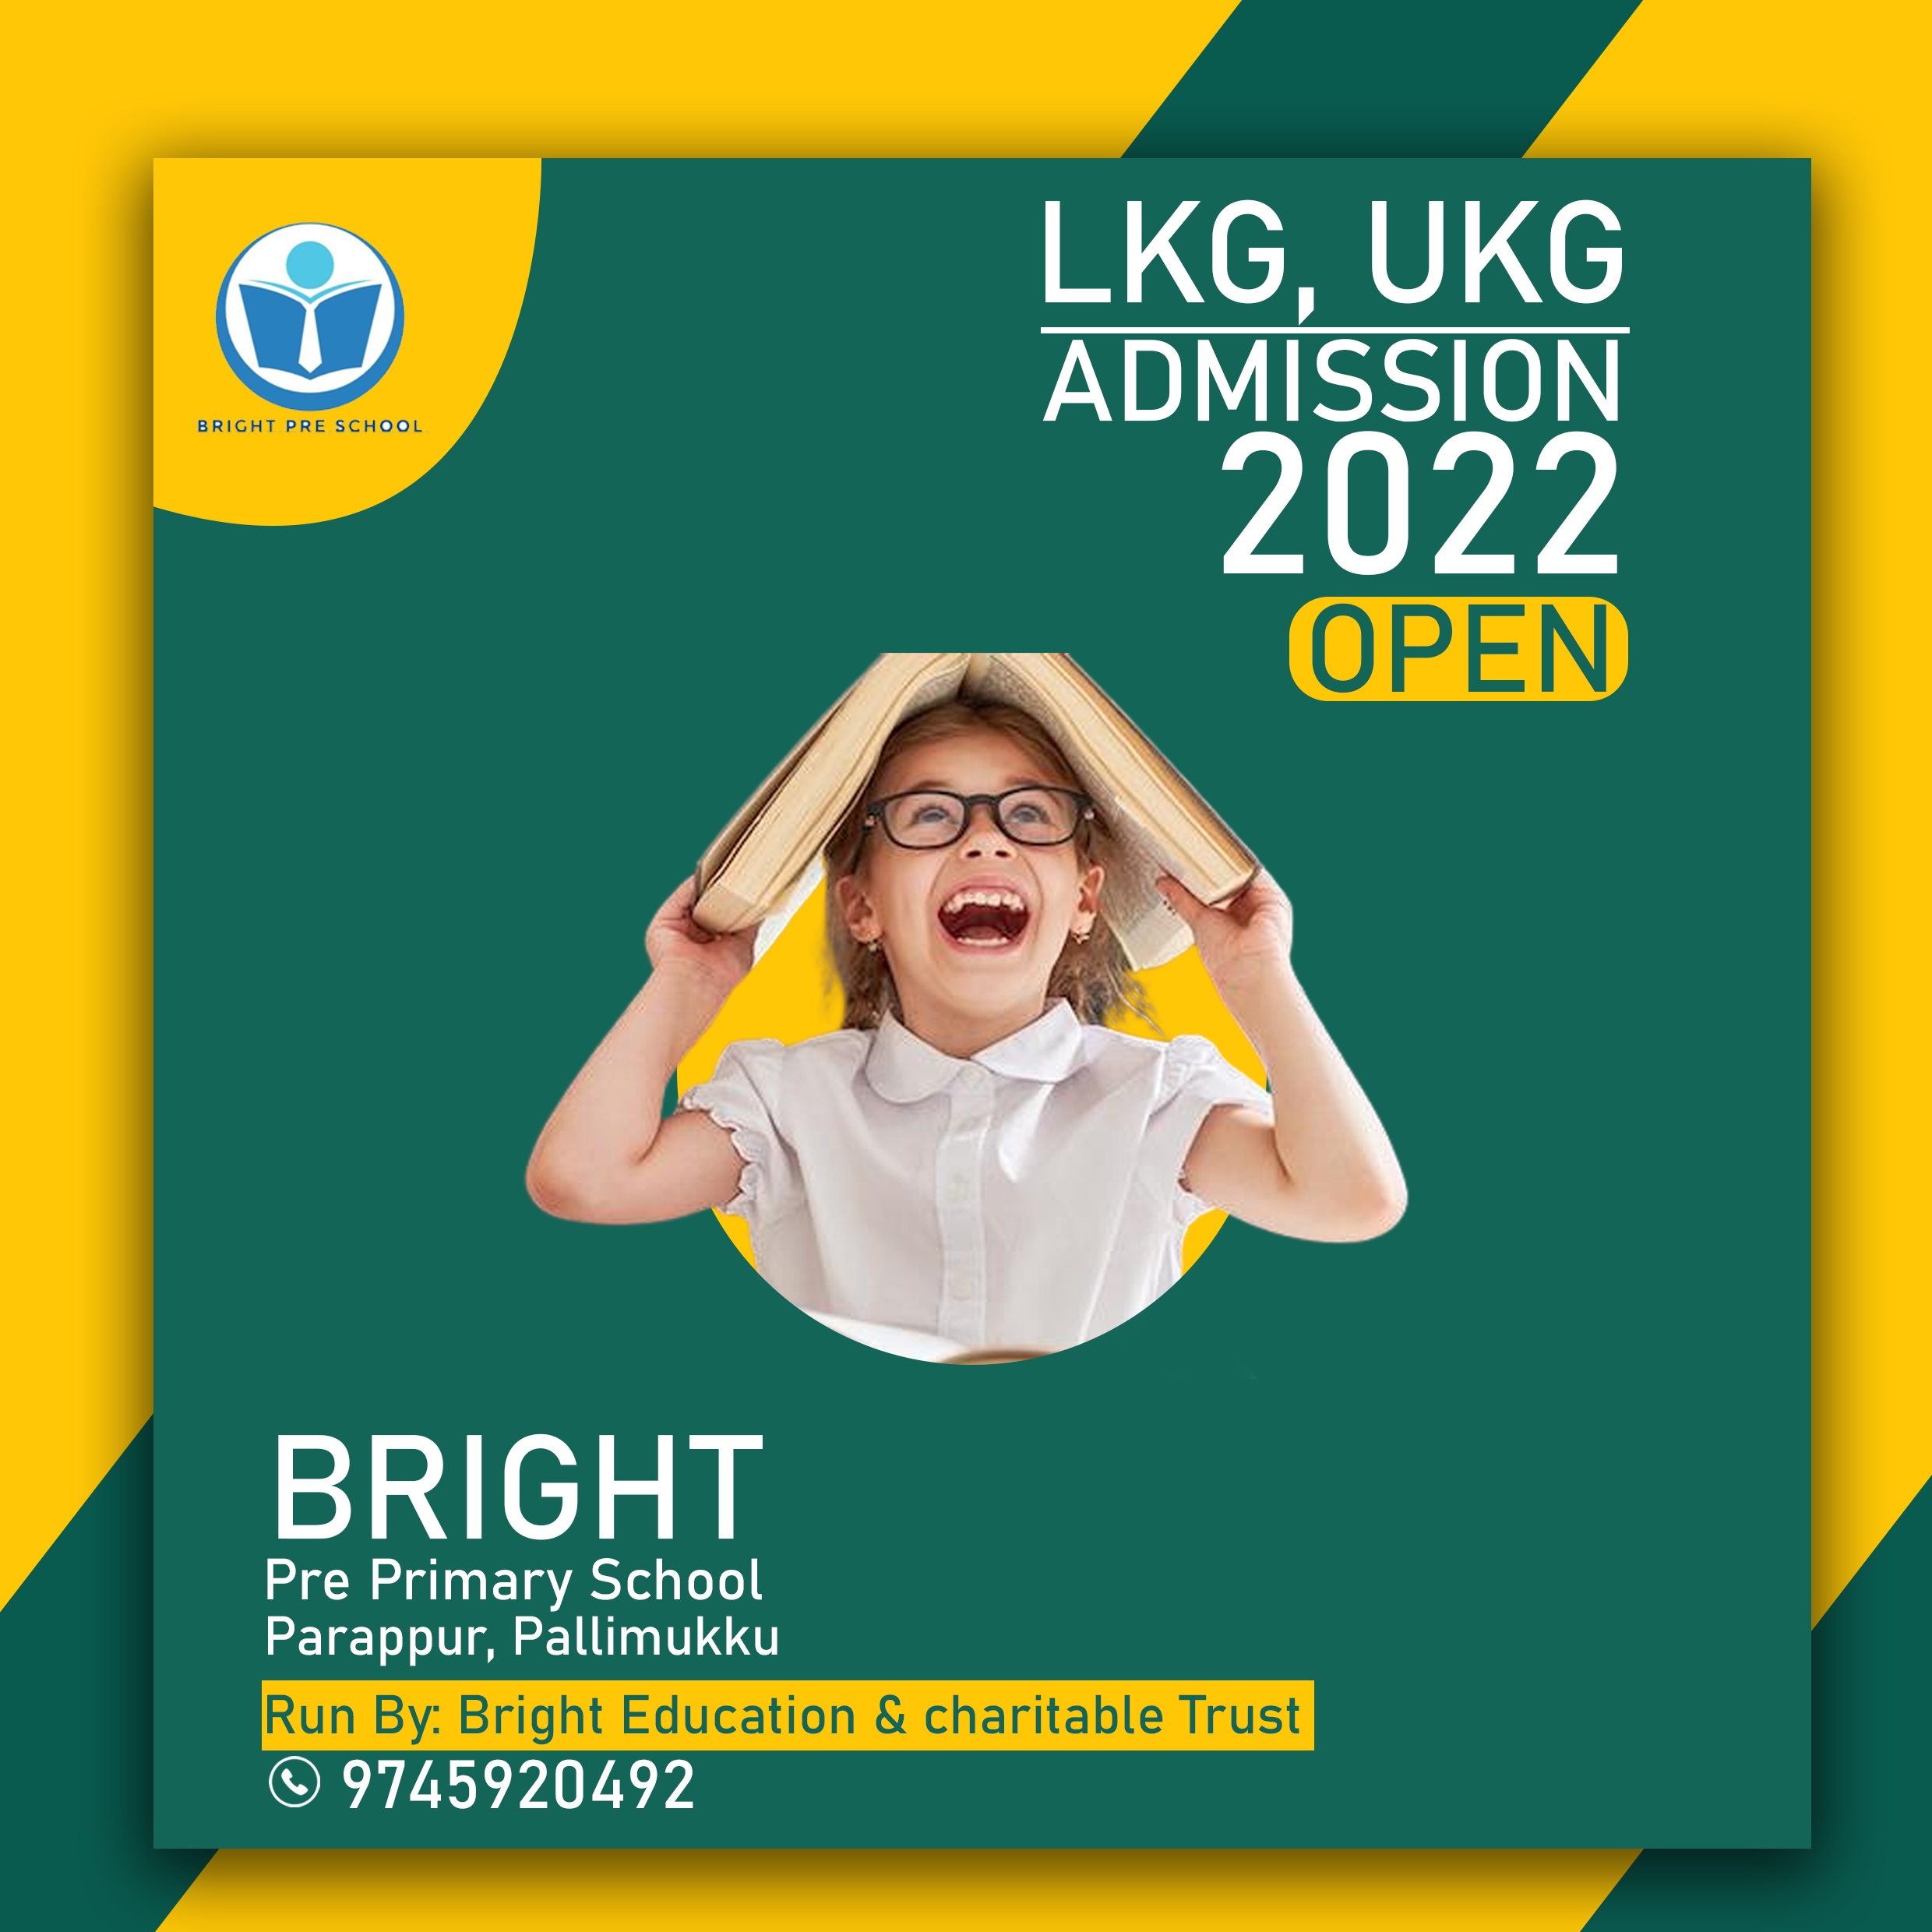 BRIGHT PRE SCHOOL
LKG, UKG
ADMISSION
2022
OPEN
BRIGHT
Pre Primary School
Parappur, Pallimukku
Run By: Bright Education & charitable Trust
9745920492